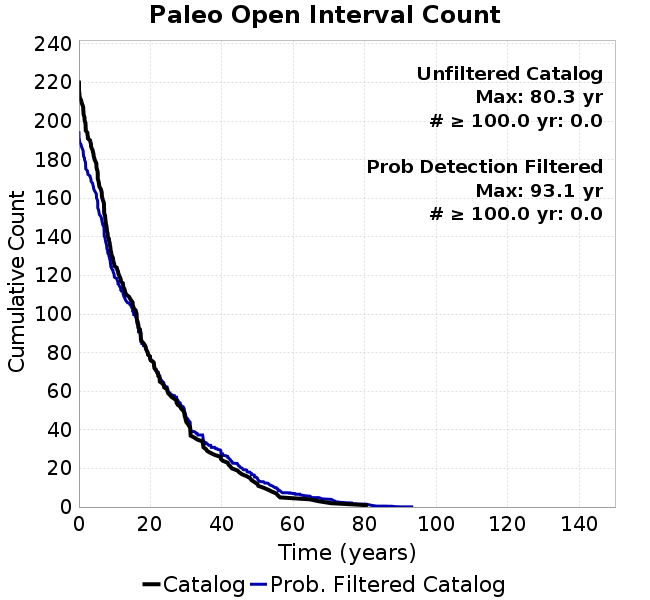 Paleo Open Interval Count
Unfiltered Catalog
Max: 80.3 yr
# ≥ 100.0 yr: 0.0
Prob Detection Filtered
Max: 93.1 yr
# ≥ 100.0 yr: 0.0
Cumulative Count
240
220
200
180
160
140
120
100
80
60
40
20
0
0 20 40 60 80 100 120 140
Time (years)
Catalog Prob. Filtered Catalog